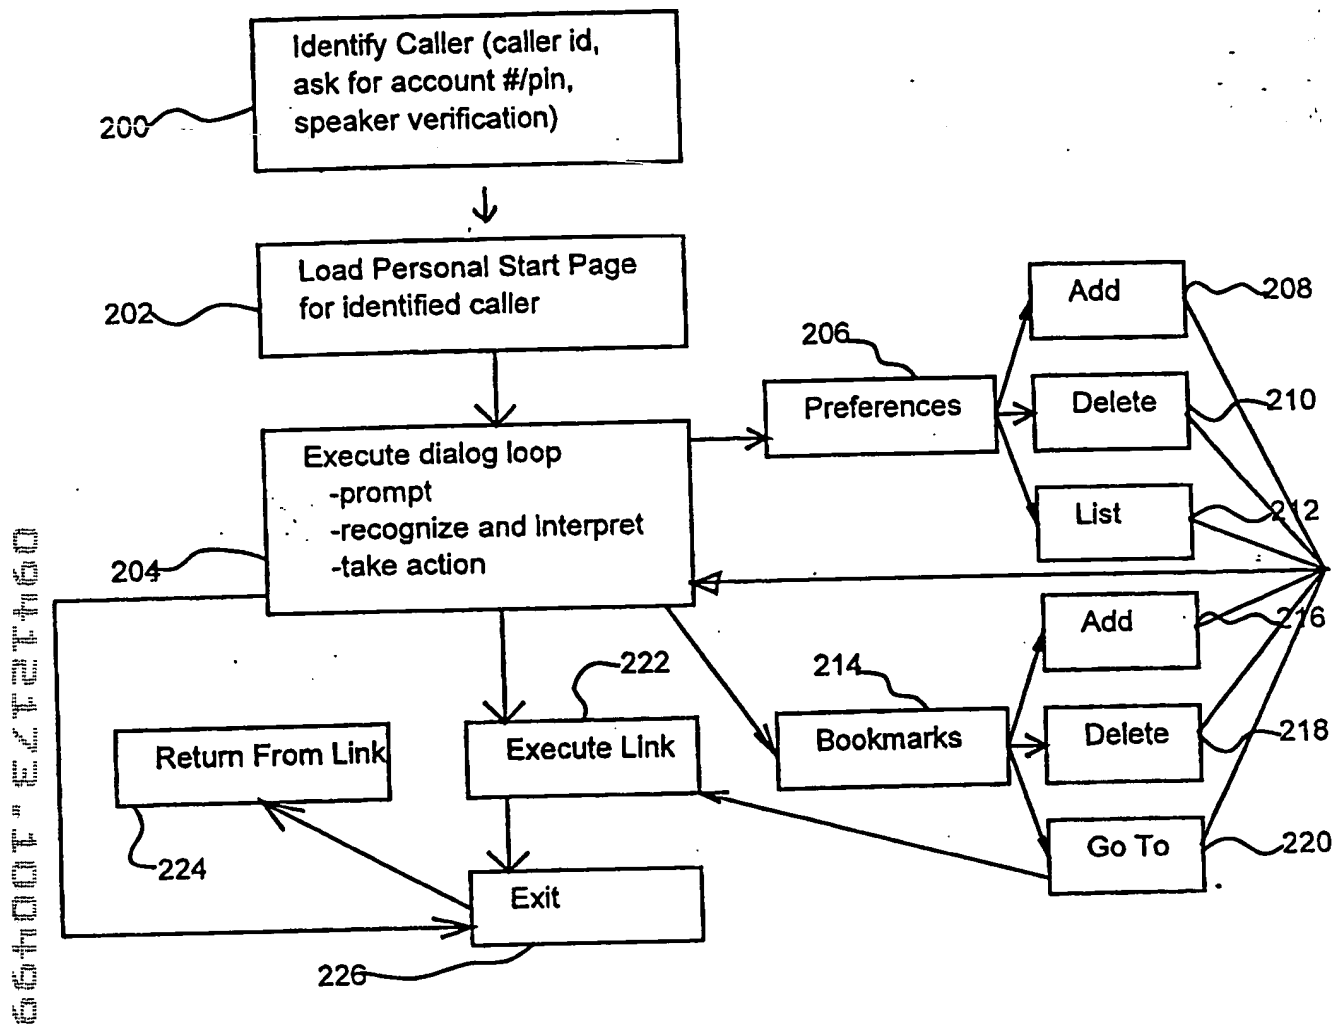 Identify Caller (caller id,
ask for account #/pin,
speaker verification)
200
Load Personal Start Page
for identified caller
202
Add
208
206
Preferences
Delete
210
Execute dialog loop
-prompt
-recognize and interpret
-take action
204
List
212
Add
216
222
214
Return From Link
Execute Link
Bookmarks
Delete
218
224
Go To
220
Exit
226